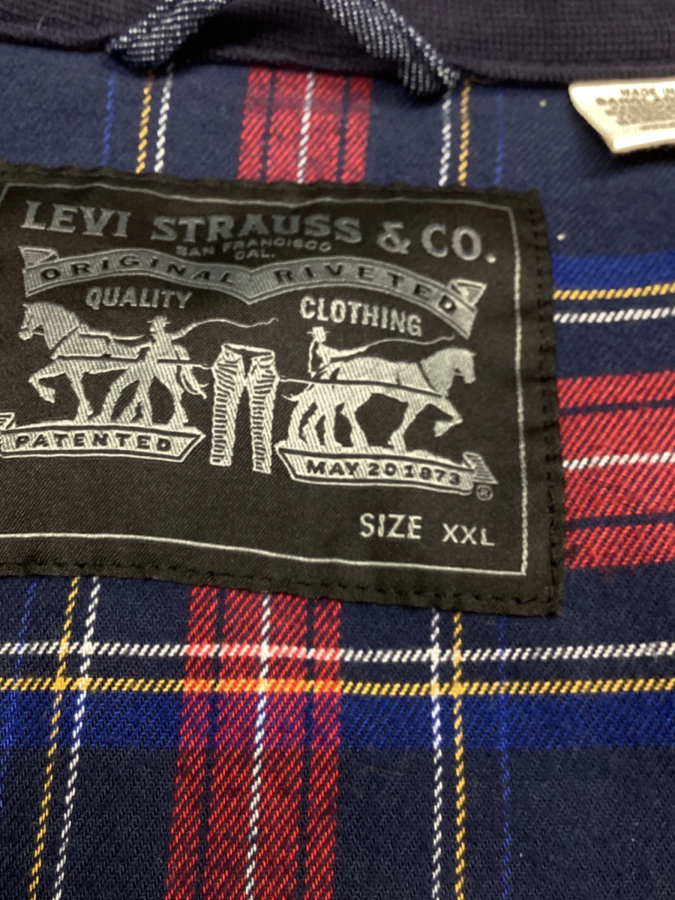 LEVI STRAUSS & CO.
SAN FRANCISCO
CAL.
ORIGINAL RIVETED
QUALITY CLOTHING
PATENTED
MAY 20 1873
®
SIZE XXL
MADE IN